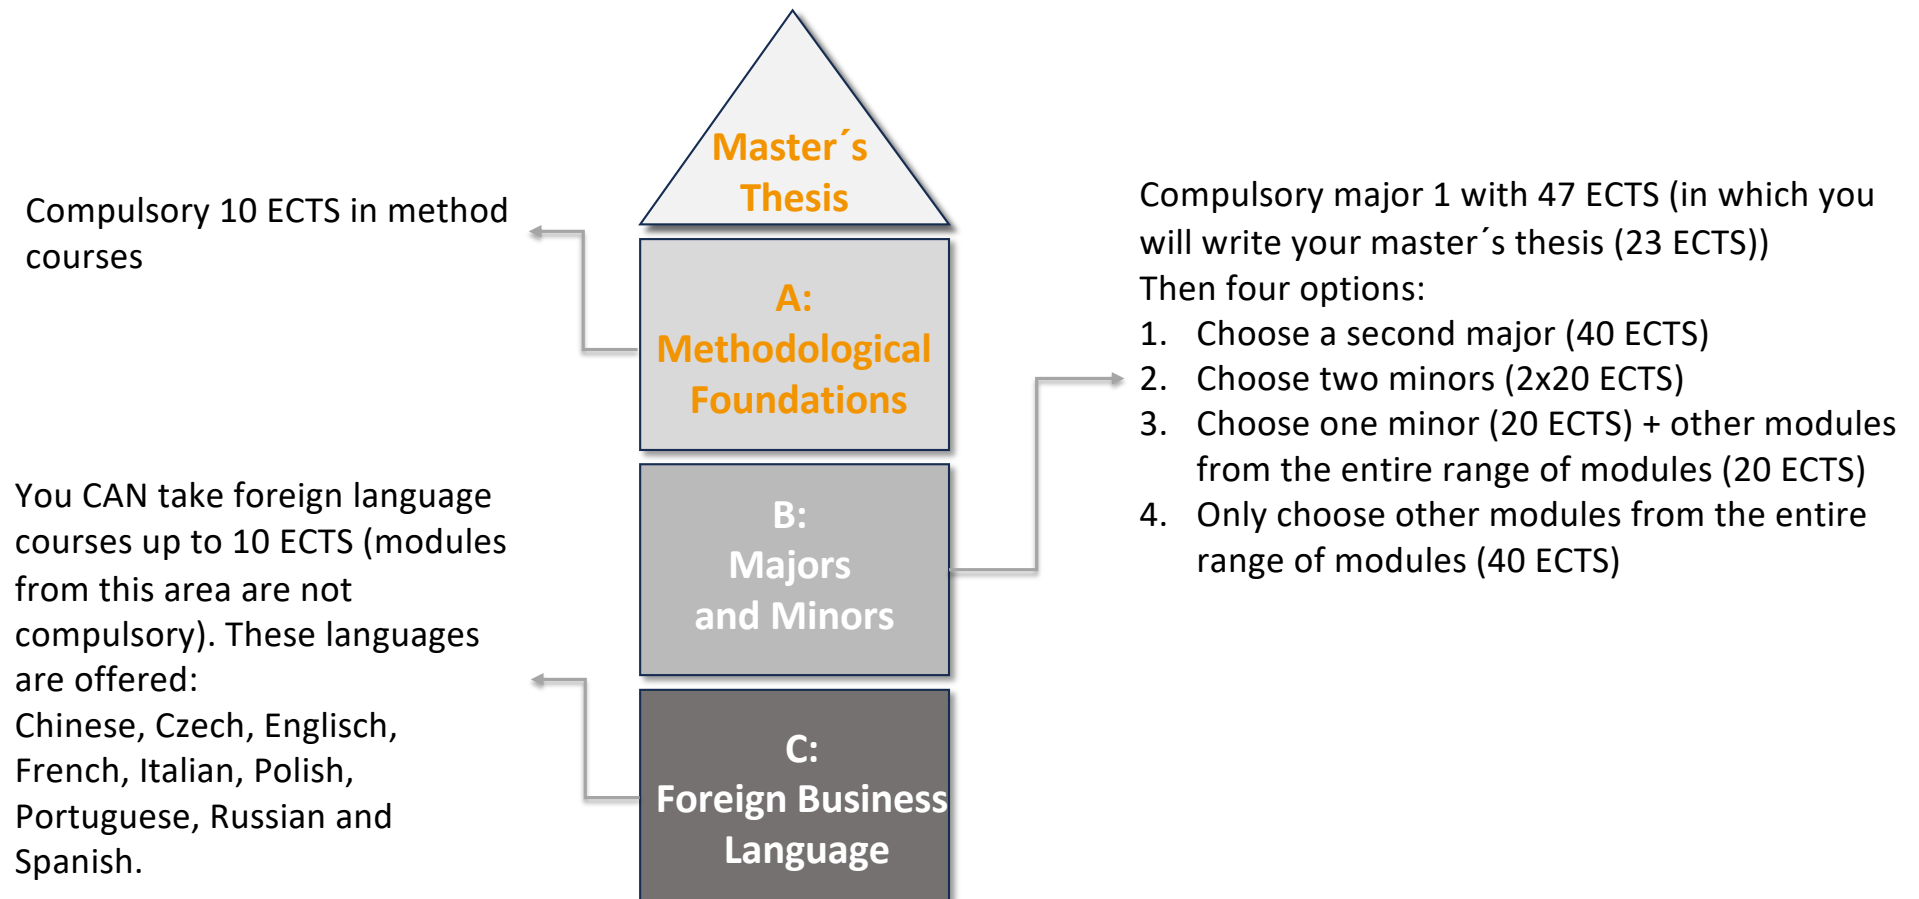 Master´s
Thesis
Compulsory 10 ECTS in method
courses
A:
Methodological
Foundations
Compulsory major 1 with 47 ECTS (in which you
will write your master´s thesis (23 ECTS))
Then four options:
1. Choose a second major (40 ECTS)
2. Choose two minors (2x20 ECTS)
3. Choose one minor (20 ECTS) + other modules
from the entire range of modules (20 ECTS)
4. Only choose other modules from the entire
range of modules (40 ECTS)
B:
Majors
and Minors
You CAN take foreign language
courses up to 10 ECTS (modules
from this area are not
compulsory). These languages
are offered:
Chinese, Czech, Englisch,
French, Italian, Polish,
Portuguese, Russian and
Spanish.
C:
Foreign Business
Language